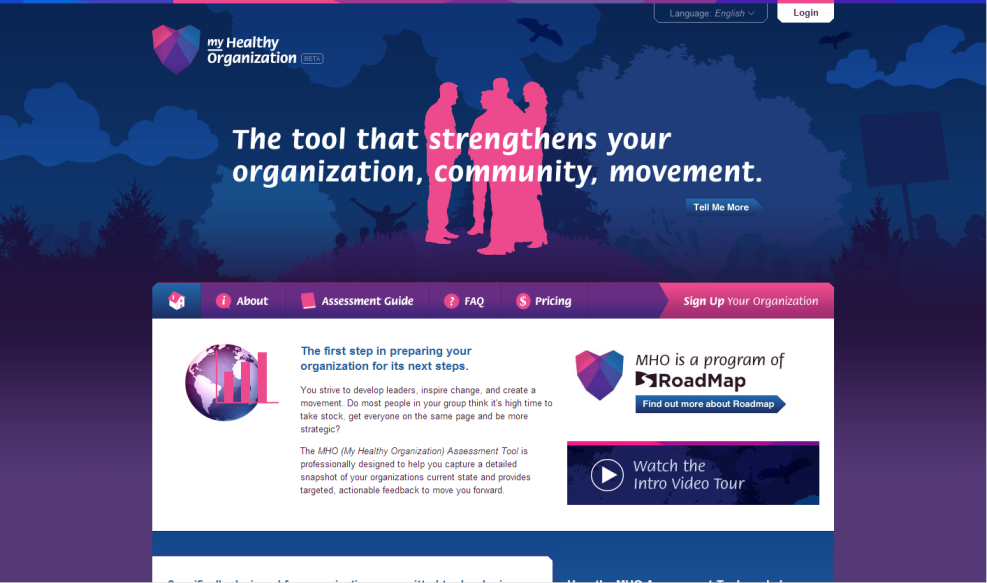 Language: English
Login
my Healthy
Organization BETA
The tool that strengthens your
organization, community, movement.
Tell Me More
About
Assessment Guide
FAQ
Pricing
Sign Up Your Organization
The first step in preparing your
organization for its next steps.
You strive to develop leaders, inspire change, and create a
movement. Do most people in your group think it's high time to
take stock, get everyone on the same page and be more
strategic?
The MHO (My Healthy Organization) Assessment Tool is
professionally designed to help you capture a detailed
snapshot of your organizations current state and provides
targeted, actionable feedback to move you forward.
MHO is a program of
RoadMap
Find out more about Roadmap
Watch the
Intro Video Tour